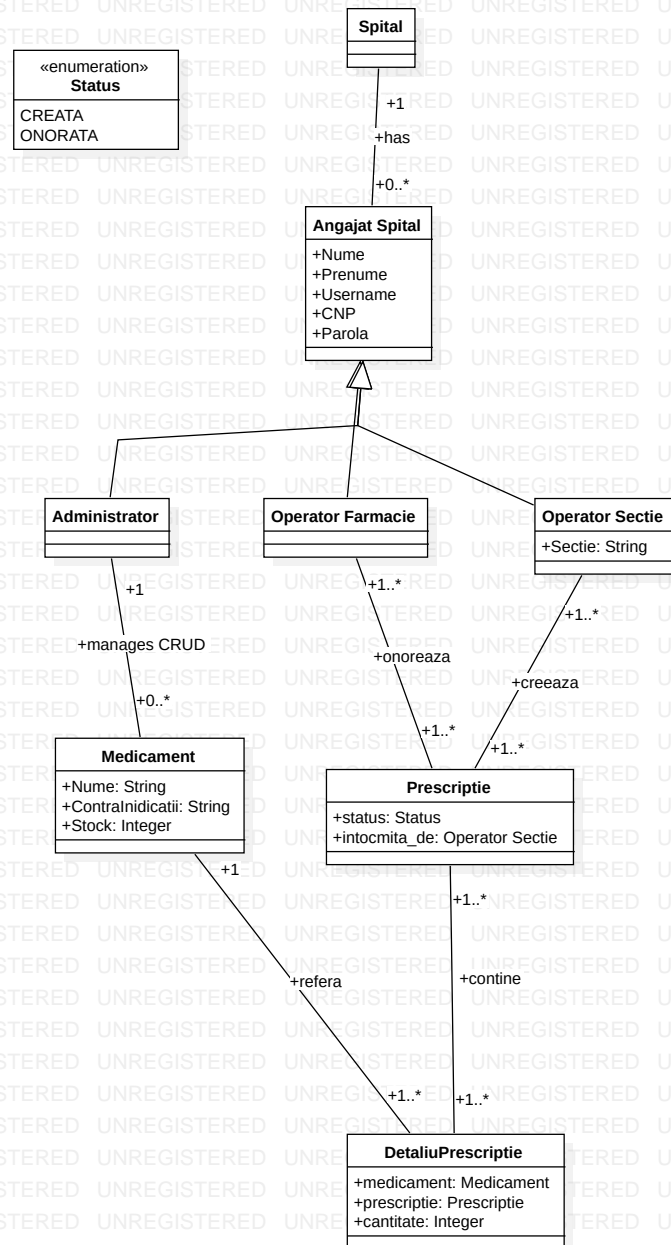 Spital
«enumeration»
Status
CREATA
ONORATA
+1
+has
+0..*
Angajat Spital
+Nume
+Prenume
+Username
+CNP
+Parola
Administrator
Operator Farmacie
Operator Sectie
+Sectie: String
+1
+1..*
+1..*
+manages CRUD
+onoreaza
+creeaza
+0..*
+1..*
+1..*
Medicament
+Nume: String
+ContraInidicatii: String
+Stock: Integer
Prescriptie
+status: Status
+intocmita_de: Operator Sectie
+1
+1..*
+refera
+contine
+1..*
+1..*
DetaliuPrescriptie
+medicament: Medicament
+prescriptie: Prescriptie
+cantitate: Integer
UNREGISTERED